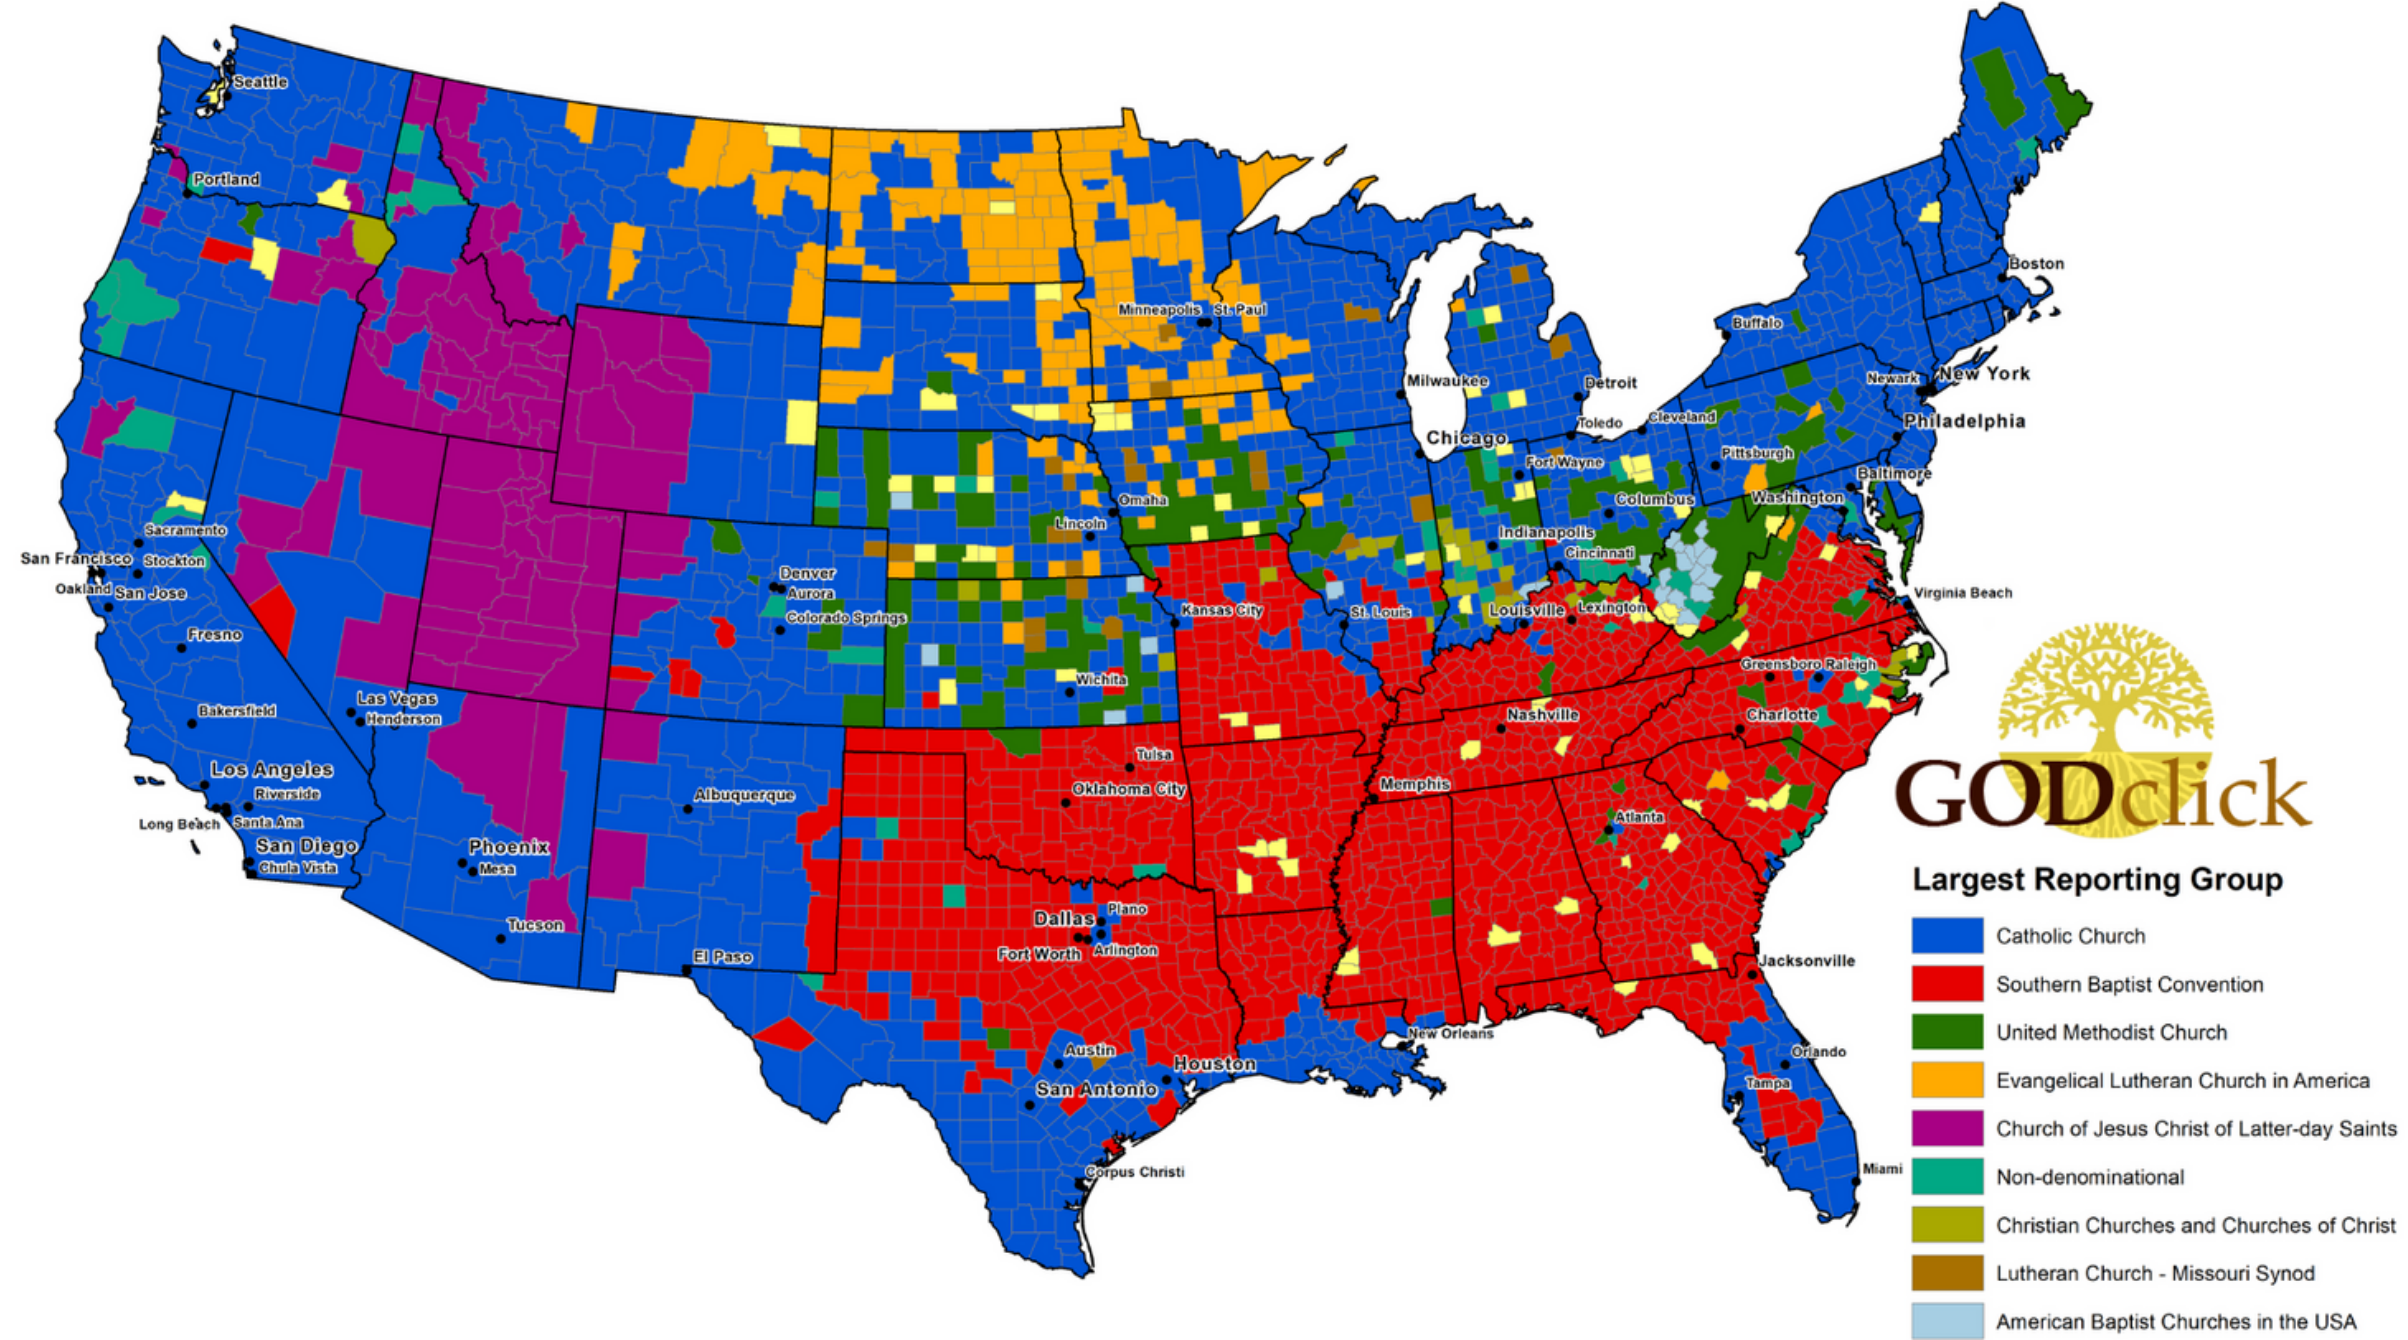 Seattle
Portland
Minneapolis
St. Paul
Boston
Buffalo
Milwaukee
Detroit
Newark
New York
Toledo
Cleveland
Philadelphia
Chicago
Pittsburgh
Fort Wayne
Baltimore
Omaha
Columbus
Washington
Lincoln
Sacramento
Indianapolis
San Francisco
Stockton
Cincinnati
Denver
Oakland
San Jose
Aurora
Virginia Beach
Kansas City
St. Louis
Louisville
Lexington
Colorado Springs
Fresno
Greensboro
Raleigh
Wichita
Las Vegas
Bakersfield
Henderson
Nashville
Charlotte
Tulsa
Los Angeles
Memphis
Oklahoma City
Riverside
Albuquerque
GODclick
Long Beach
Santa Ana
Atlanta
San Diego
Phoenix
Chula Vista
Mesa
Largest Reporting Group
Plano
Dallas
Tucson
Catholic Church
Fort Worth
Arlington
El Paso
Jacksonville
Southern Baptist Convention
New Orleans
United Methodist Church
Austin
Orlando
Houston
San Antonio
Tampa
Evangelical Lutheran Church in America
Church of Jesus Christ of Latter-day Saints
Corpus Christi
Miami
Non-denominational
Christian Churches and Churches of Christ
Lutheran Church - Missouri Synod
American Baptist Churches in the USA